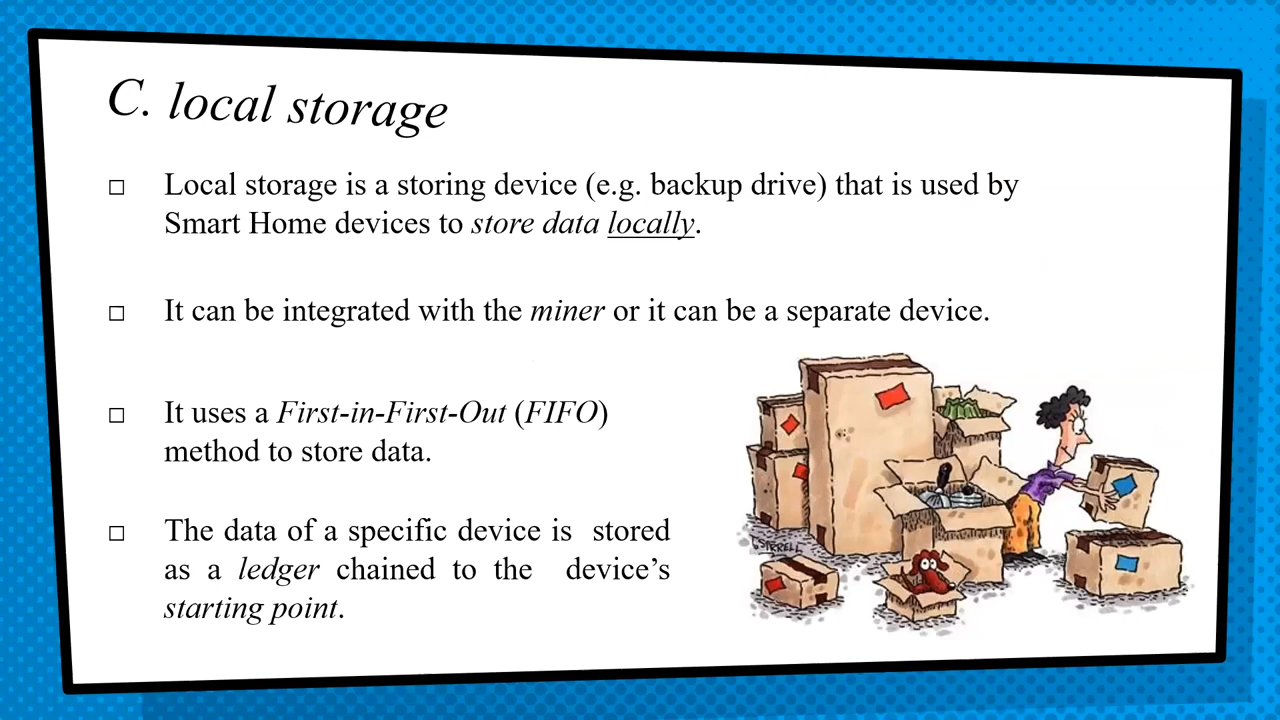 C. local storage
□ Local storage is a storing device (e.g. backup drive) that is used by
Smart Home devices to store data locally.
□ It can be integrated with the miner or it can be a separate device.
□ It uses a First-in-First-Out (FIFO)
method to store data.
□ The data of a specific device is stored
as a ledger chained to the device’s
starting point.